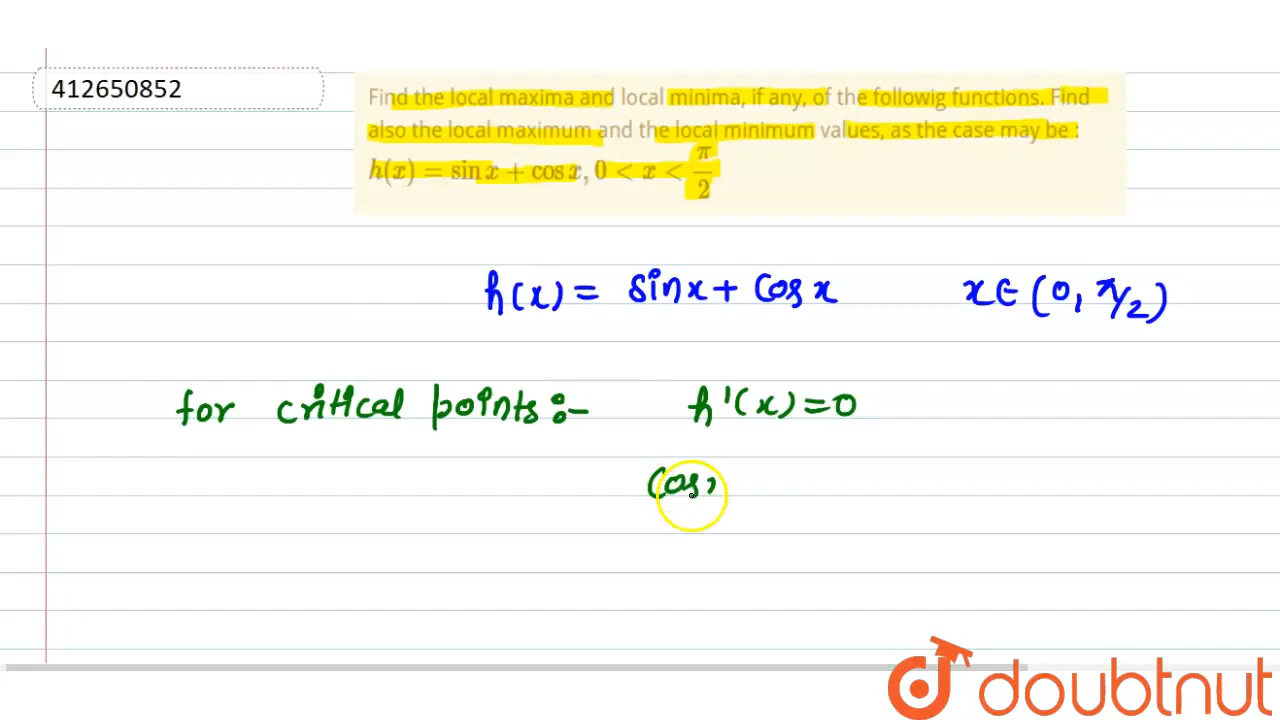 412650852
Find the local maxima and local minima, if any, of the followig functions. Find
also the local maximum and the local minimum values, as the case may be :
h(x) = sin x + cos x, 0 < x < π/2
h(x) = sinx + cosx x∈(0, π/2)
for critical points:- h'(x)=0
cos
doubtnut